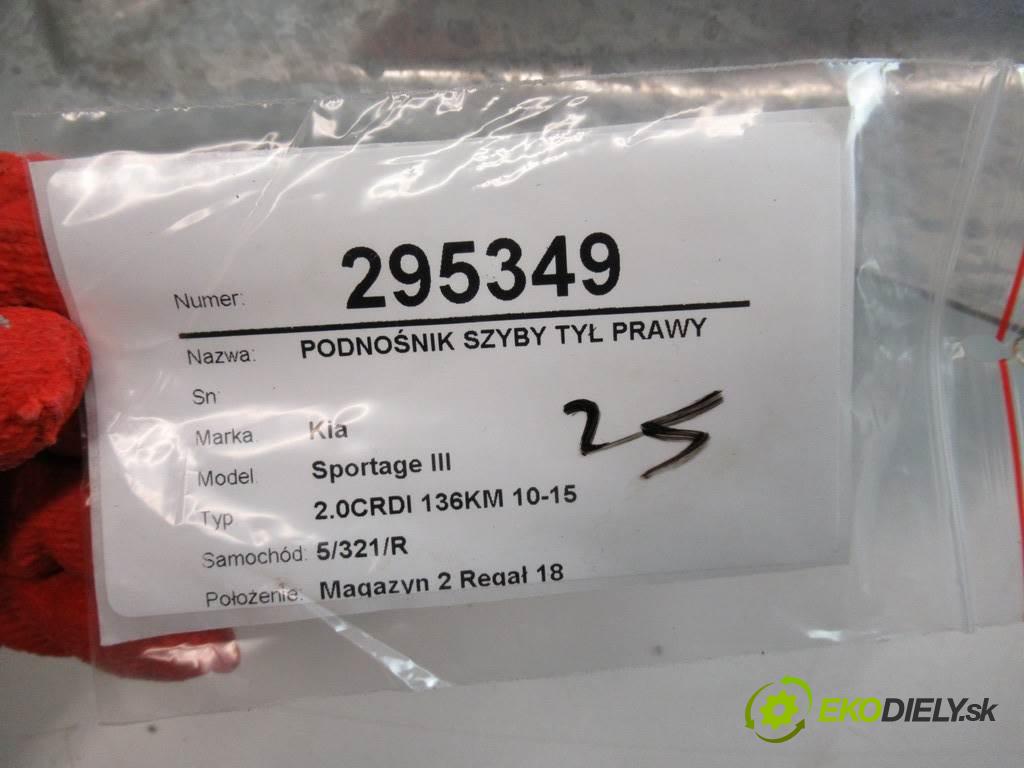 Numer: 295349
Nazwa: PODNOŚNIK SZYBY TYŁ PRAWY
Sn:
Marka: Kia
Model: Sportage III
Typ: 2.0CRDI 136KM 10-15
Samochód: 5/321/R
Położenie: Magazyn 2 Regał 18
25
EKODIELY.sk